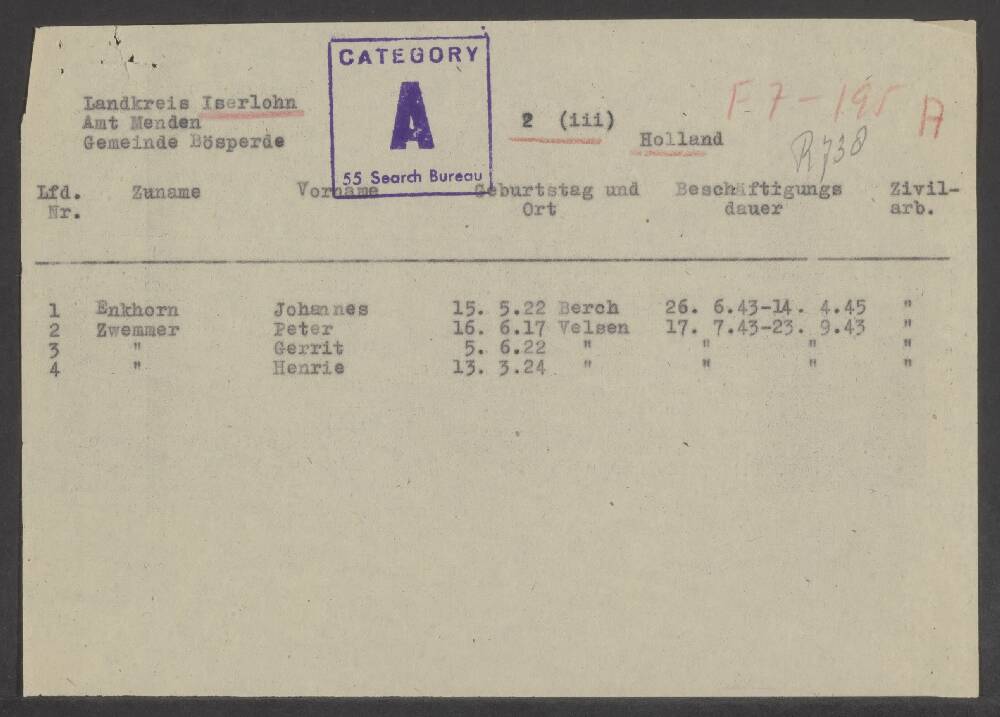 CATEGORY
A
55 Search Bureau
Landkreis Iserlohn
Amt Menden
Gemeinde Bösperde
2 (iii)
Holland
F 7 - 195 A
R 738
Lfd. Zuname Vorname Geburtstag und Beschäftigungs Zivil-
Nr. Ort dauer arb.
1 Enkhorn Johannes 15. 5.22 Berch 26. 6.43-14. 4.45 "
2 Zwemmer Peter 16. 6.17 Velsen 17. 7.43-23. 9.43 "
3 " Gerrit 5. 6.22 " " " "
4 " Henrie 13. 3.24 " " " "